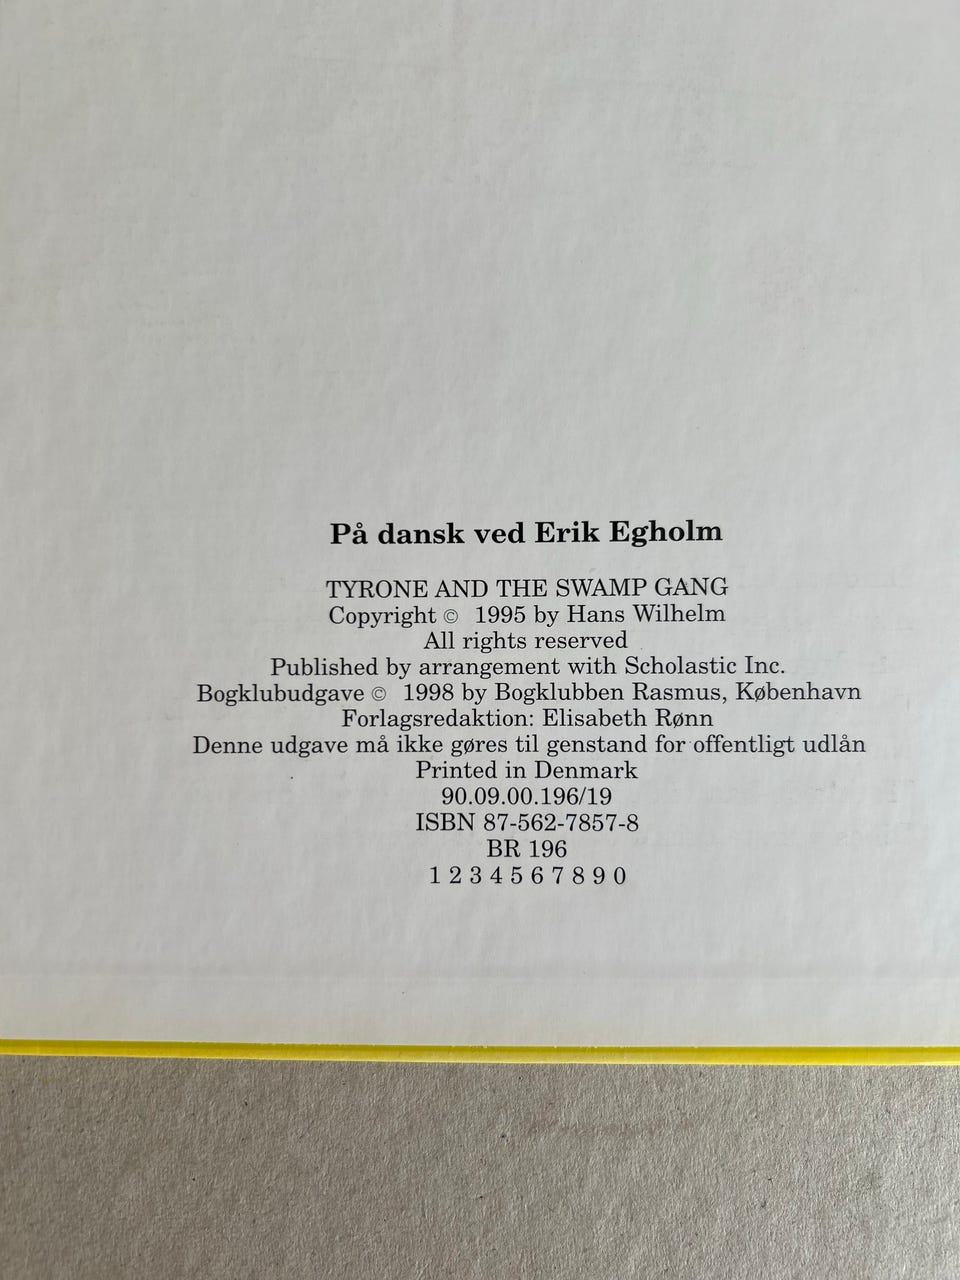 På dansk ved Erik Egholm
TYRONE AND THE SWAMP GANG
Copyright © 1995 by Hans Wilhelm
All rights reserved
Published by arrangement with Scholastic Inc.
Bogklubudgave © 1998 by Bogklubben Rasmus, København
Forlagsredaktion: Elisabeth Rønn
Denne udgave må ikke gøres til genstand for offentligt udlån
Printed in Denmark
90.09.00.196/19
ISBN 87-562-7857-8
BR 196
1 2 3 4 5 6 7 8 9 0